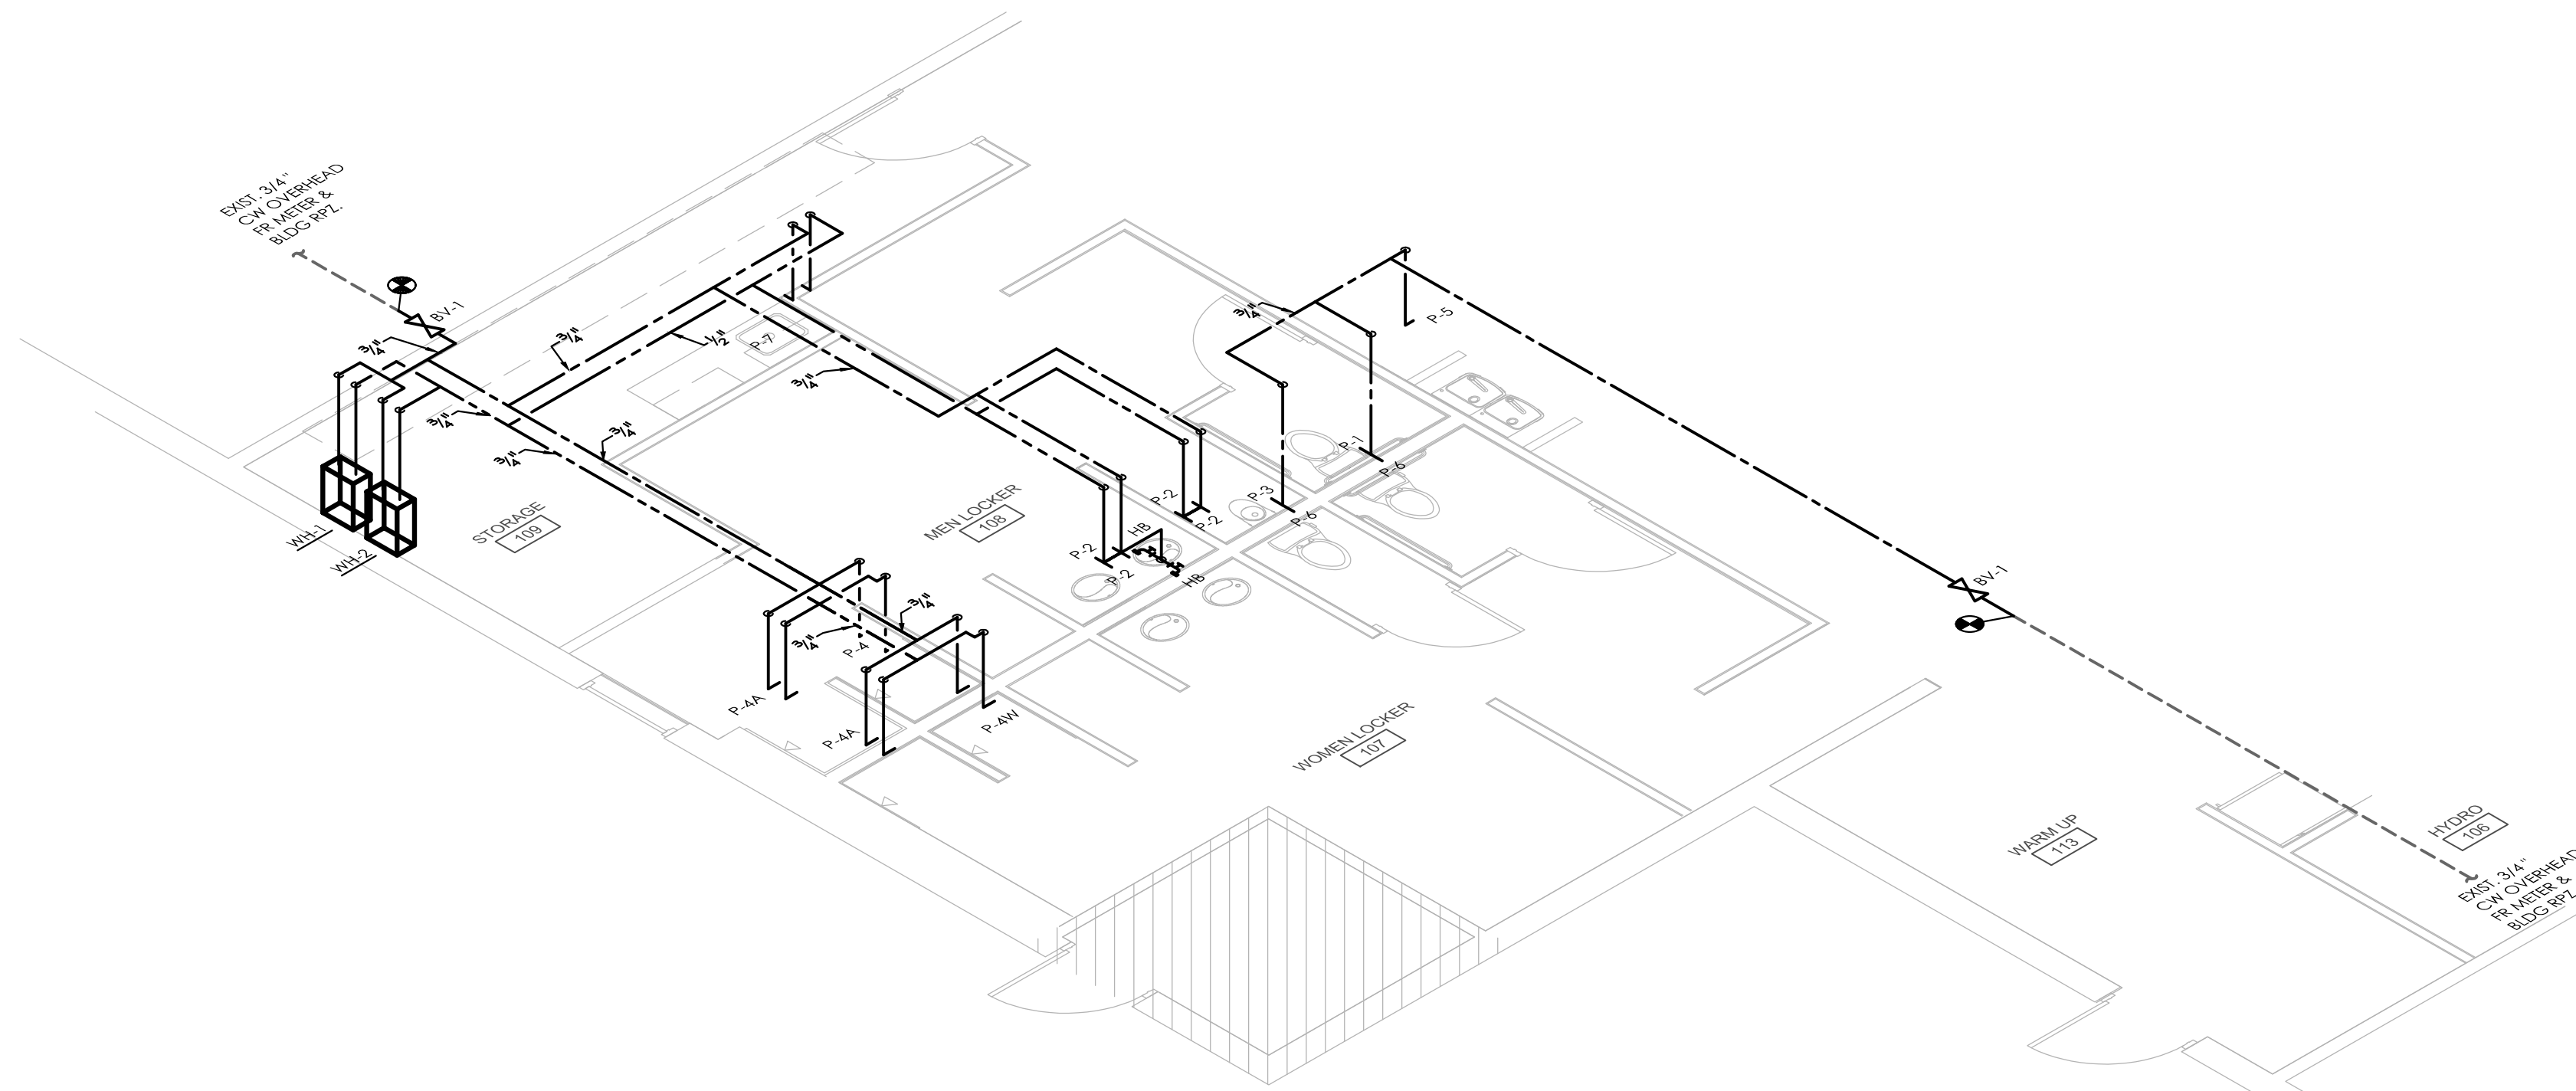 EXIST. 3/4"
CW OVERHEAD
FR METER &
BLDG RPZ.
BV-1
3/4"
3/4"
1/2"
P-7
3/4"
3/4"
3/4"
3/4"
3/4"
P-5
WH-1
WH-2
STORAGE
109
MEN LOCKER
108
P-2
P-2
HB
P-2
P-2
HB
P-3
P-6
P-1
P-6
3/4"
3/4"
P-4
P-4A
P-4A
P-4W
BV-1
WOMEN LOCKER
107
WARM UP
113
HYDRO
106
EXIST. 3/4"
CW OVERHEAD
FR METER &
BLDG RPZ.